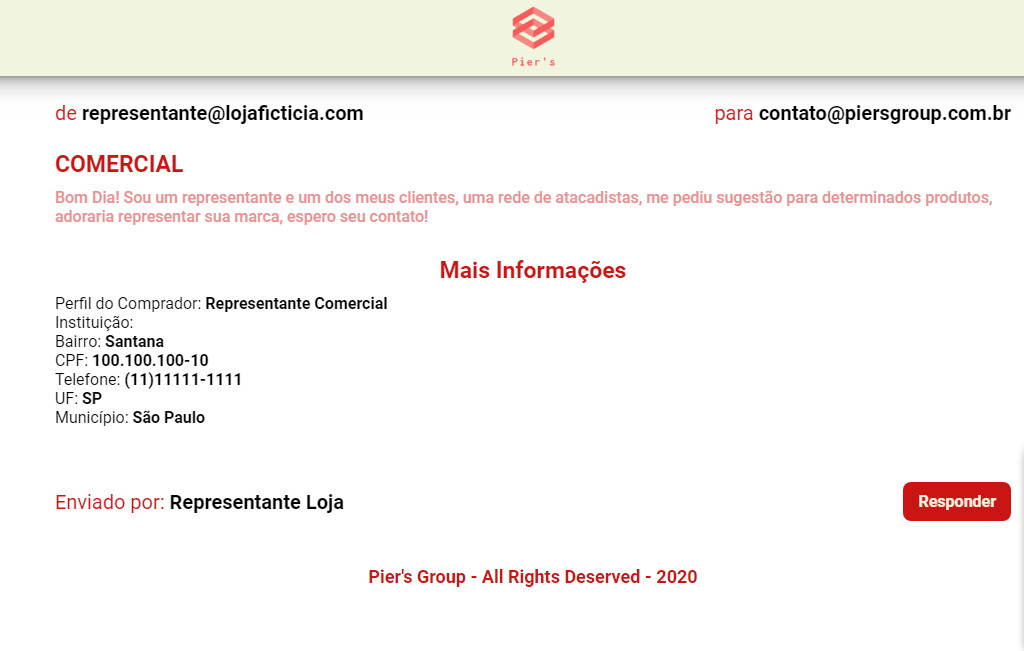 Pier's
de representante@lojaficticia.com para contato@piersgroup.com.br
COMERCIAL
Bom Dia! Sou um representante e um dos meus clientes, uma rede de atacadistas, me pediu sugestão para determinados produtos,
adoraria representar sua marca, espero seu contato!
Mais Informações
Perfil do Comprador: Representante Comercial
Instituição:
Bairro: Santana
CPF: 100.100.100-10
Telefone: (11)11111-1111
UF: SP
Município: São Paulo
Enviado por: Representante Loja Responder
Pier's Group - All Rights Deserved - 2020